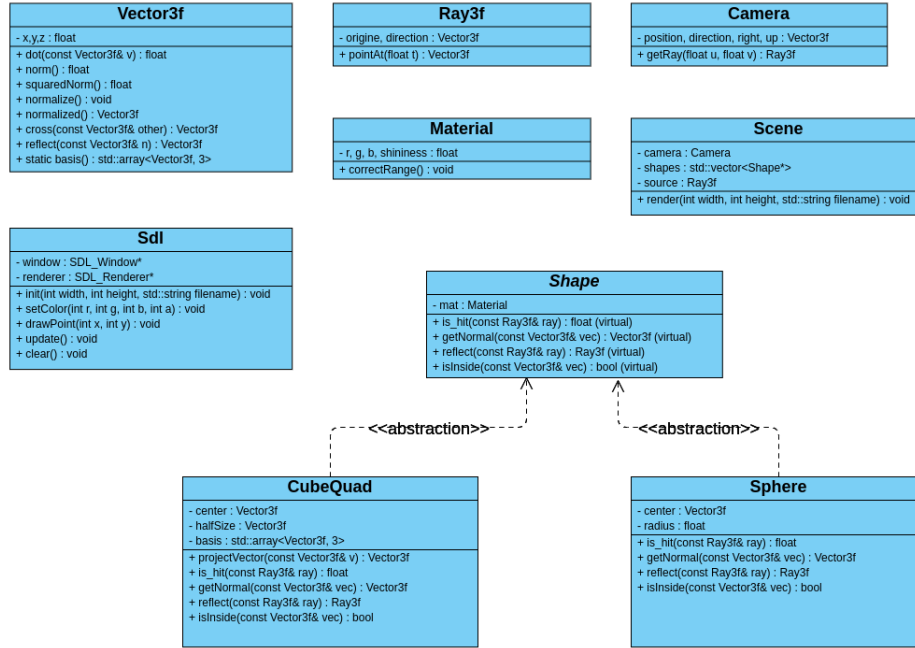 Vector3f
- x,y,z : float
+ dot(const Vector3f& v) : float
+ norm() : float
+ squaredNorm() : float
+ normalize() : void
+ normalized() : Vector3f
+ cross(const Vector3f& other) : Vector3f
+ reflect(const Vector3f& n) : Vector3f
+ static basis() : std::array<Vector3f, 3>
Ray3f
- origine, direction : Vector3f
+ pointAt(float t) : Vector3f
Camera
- position, direction, right, up : Vector3f
+ getRay(float u, float v) : Ray3f
Material
- r, g, b, shininess : float
+ correctRange() : void
Scene
- camera : Camera
- shapes : std::vector<Shape*>
- source : Ray3f
+ render(int width, int height, std::string filename) : void
Sdl
- window : SDL_Window*
- renderer : SDL_Renderer*
+ init(int width, int height, std::string filename) : void
+ setColor(int r, int g, int b, int a) : void
+ drawPoint(int x, int y) : void
+ update() : void
+ clear() : void
Shape
- mat : Material
+ is_hit(const Ray3f& ray) : float (virtual)
+ getNormal(const Vector3f& vec) : Vector3f (virtual)
+ reflect(const Ray3f& ray) : Ray3f (virtual)
+ isInside(const Vector3f& vec) : bool (virtual)
<<abstraction>>
<<abstraction>>
CubeQuad
- center : Vector3f
- halfSize : Vector3f
- basis : std::array<Vector3f, 3>
+ projectVector(const Vector3f& v) : Vector3f
+ is_hit(const Ray3f& ray) : float
+ getNormal(const Vector3f& vec) : Vector3f
+ reflect(const Ray3f& ray) : Ray3f
+ isInside(const Vector3f& vec) : bool
Sphere
- center : Vector3f
- radius : float
+ is_hit(const Ray3f& ray) : float
+ getNormal(const Vector3f& vec) : Vector3f
+ reflect(const Ray3f& ray) : Ray3f
+ isInside(const Vector3f& vec) : bool